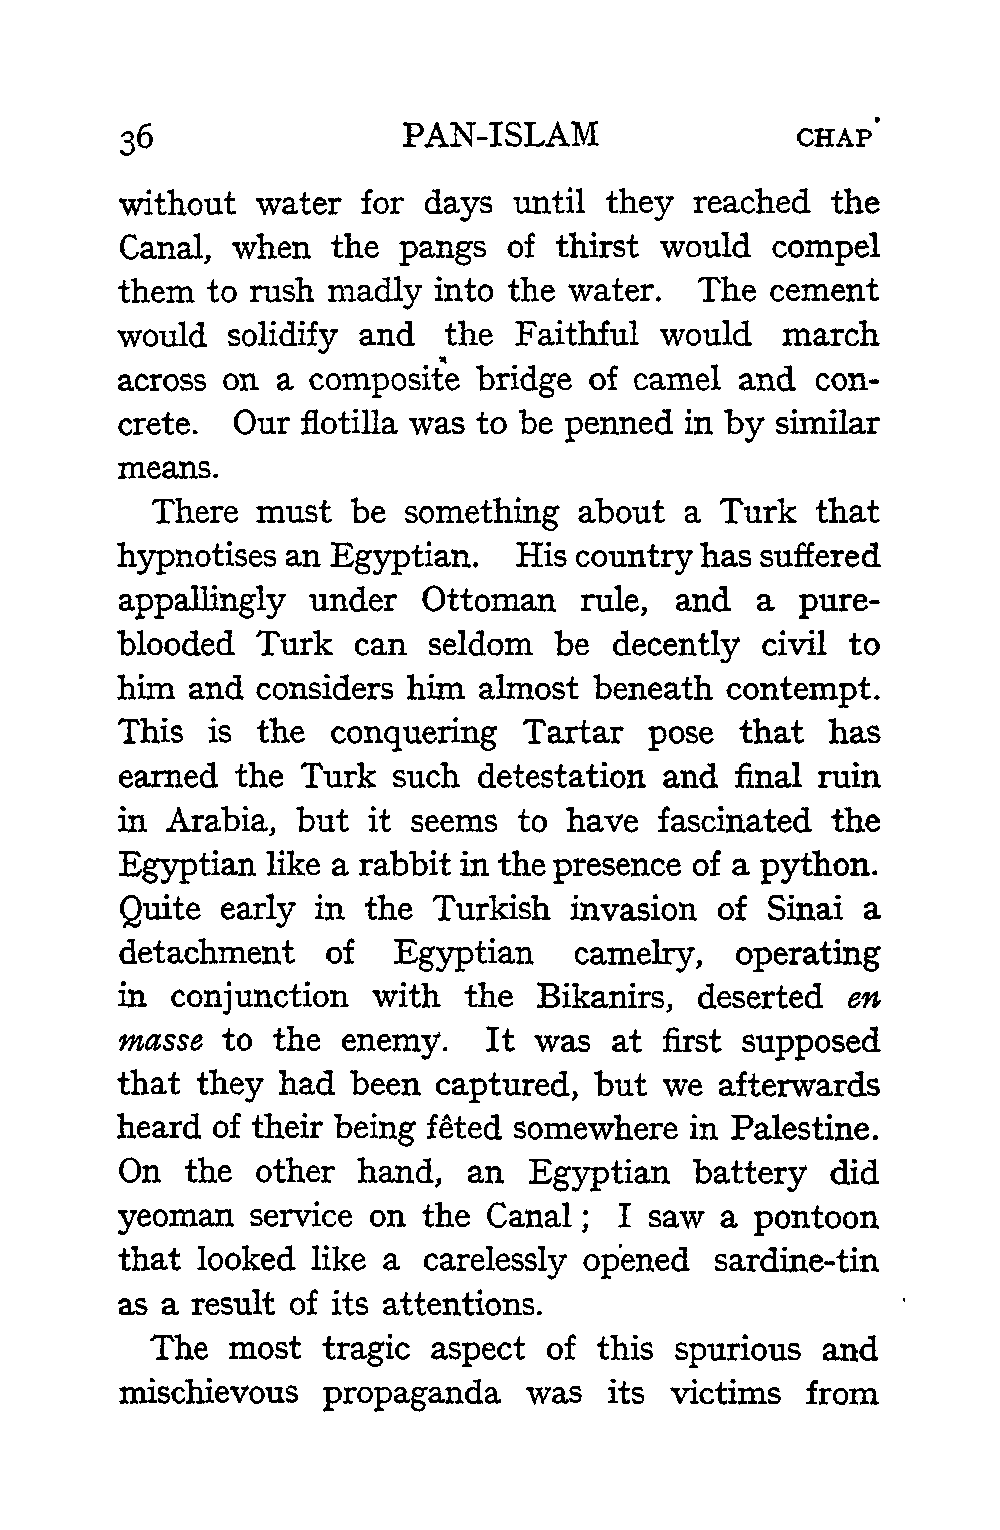 36 PAN-ISLAM CHAP.
without water for days until they reached the
Canal, when the pangs of thirst would compel
them to rush madly into the water. The cement
would solidify and the Faithful would march
across on a composite bridge of camel and con-
crete. Our flotilla was to be penned in by similar
means.
There must be something about a Turk that
hypnotises an Egyptian. His country has suffered
appallingly under Ottoman rule, and a pure-
blooded Turk can seldom be decently civil to
him and considers him almost beneath contempt.
This is the conquering Tartar pose that has
earned the Turk such detestation and final ruin
in Arabia, but it seems to have fascinated the
Egyptian like a rabbit in the presence of a python.
Quite early in the Turkish invasion of Sinai a
detachment of Egyptian camelry, operating
in conjunction with the Bikanirs, deserted en
masse to the enemy. It was at first supposed
that they had been captured, but we afterwards
heard of their being fêted somewhere in Palestine.
On the other hand, an Egyptian battery did
yeoman service on the Canal ; I saw a pontoon
that looked like a carelessly opened sardine-tin
as a result of its attentions.
The most tragic aspect of this spurious and
mischievous propaganda was its victims from